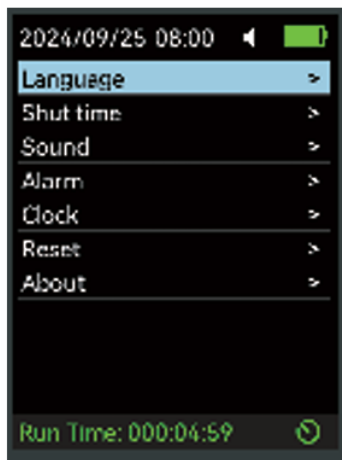 2024/09/25 08:00
Language >
Shut time >
Sound >
Alarm >
Clock >
Reset >
About >
Run Time: 000:04:59